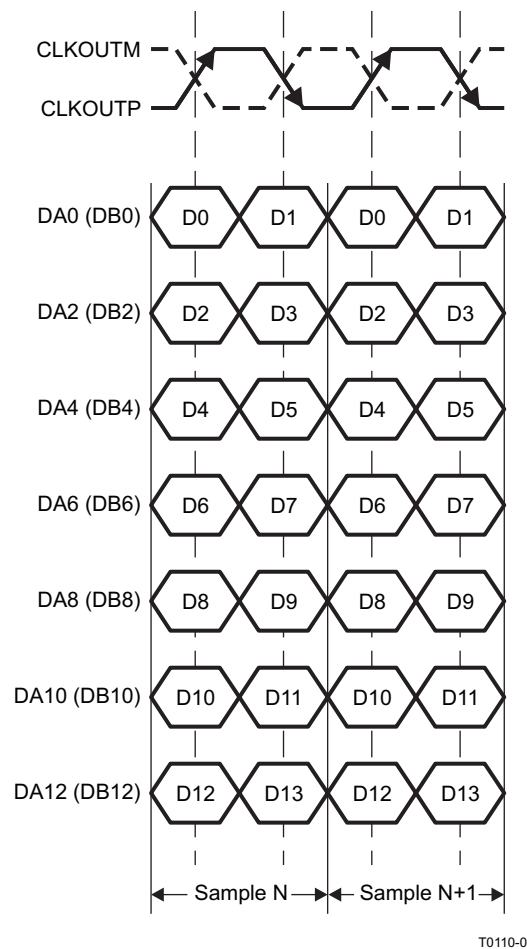 CLKOUTM
CLKOUTP
DA0 (DB0) D0 D1 D0 D1
DA2 (DB2) D2 D3 D2 D3
DA4 (DB4) D4 D5 D4 D5
DA6 (DB6) D6 D7 D6 D7
DA8 (DB8) D8 D9 D8 D9
DA10 (DB10) D10 D11 D10 D11
DA12 (DB12) D12 D13 D12 D13
Sample N Sample N+1
T0110-0